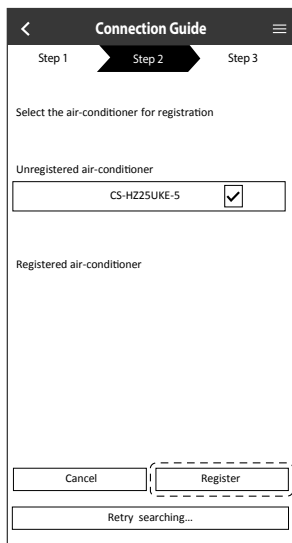 Connection Guide
Step 1 Step 2 Step 3
Select the air-conditioner for registration
Unregistered air-conditioner
CS-HZ25UKE-5
Registered air-conditioner
Cancel Register
Retry searching...